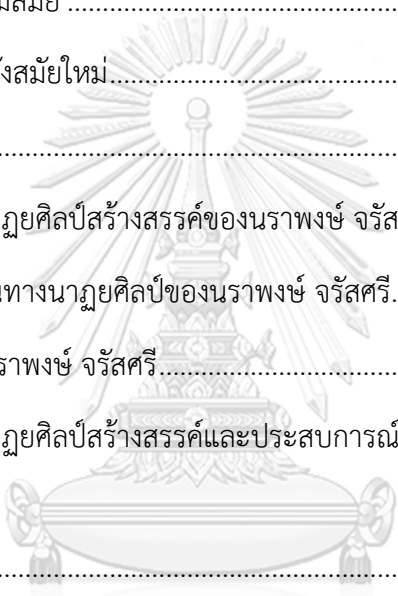 มสมัย ................................................
ังสมัยใหม่................................................
................................................
ฏยศิลป์สร้างสรรค์ของนราพงษ์ จรัส
นทางนาฏยศิลป์ของนราพงษ์ จรัสศรี.
ราพงษ์ จรัสศรี................................................
ฏยศิลป์สร้างสรรค์และประสบการณ์
................................................